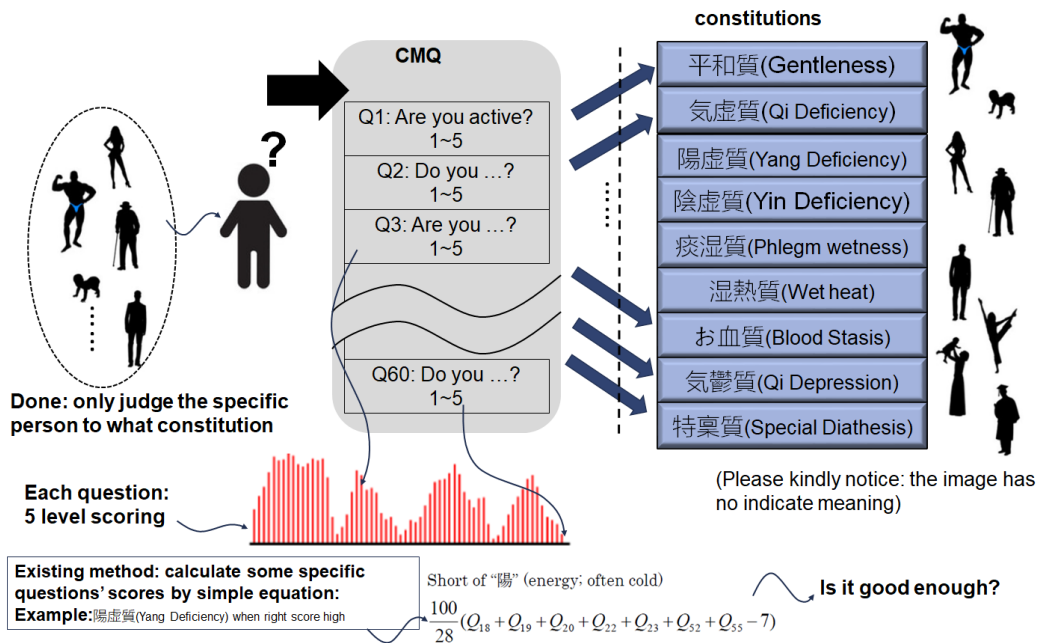 constitutions
CMQ
Q1: Are you active?
1~5
Q2: Do you …?
1~5
Q3: Are you …?
1~5
Q60: Do you …?
1~5
?
平和質(Gentleness)
気虚質(Qi Deficiency)
陽虚質(Yang Deficiency)
陰虚質(Yin Deficiency)
痰湿質(Phlegm wetness)
湿熱質(Wet heat)
お血質(Blood Stasis)
気鬱質(Qi Depression)
特稟質(Special Diathesis)
Done: only judge the specific
person to what constitution
(Please kindly notice: the image has
no indicate meaning)
Each question:
5 level scoring
Existing method: calculate some specific
questions’ scores by simple equation:
Example:陽虚質(Yang Deficiency) when right score high
Short of “陽” (energy; often cold)
100/28(Q18+Q19+Q20+Q22+Q23+Q52+Q55−7)
Is it good enough?